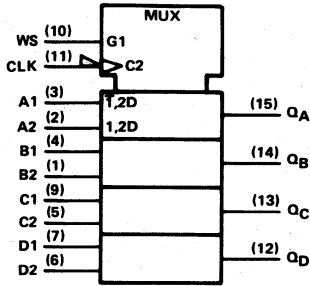 MUX
WS (10) G1
CLK (11) C2
A1 (3) 1,2D
A2 (2) 1,2D
B1 (4)
B2 (1)
C1 (9)
C2 (5)
D1 (7)
D2 (6)
(15) QA
(14) QB
(13) QC
(12) QD